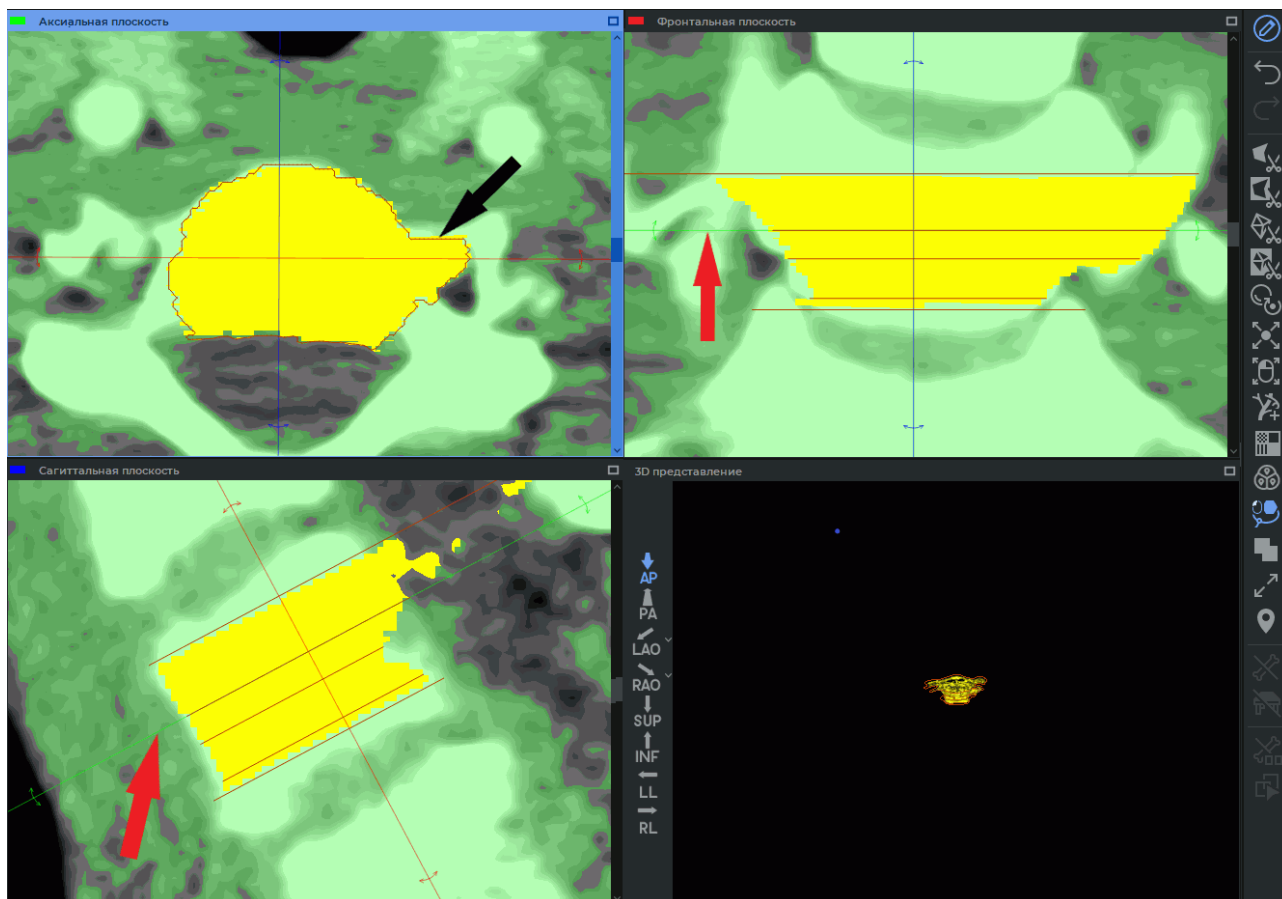 Аксиальная плоскость
Фронтальная плоскость
Сагиттальная плоскость
3D представление
AP
PA
LAO
RAO
SUP
INF
LL
RL